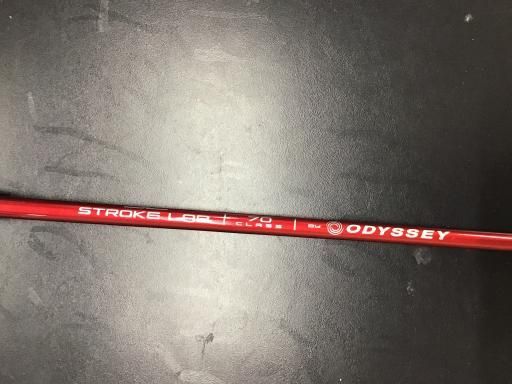 STROKE LAB | 70 CLASS | BY ODYSSEY